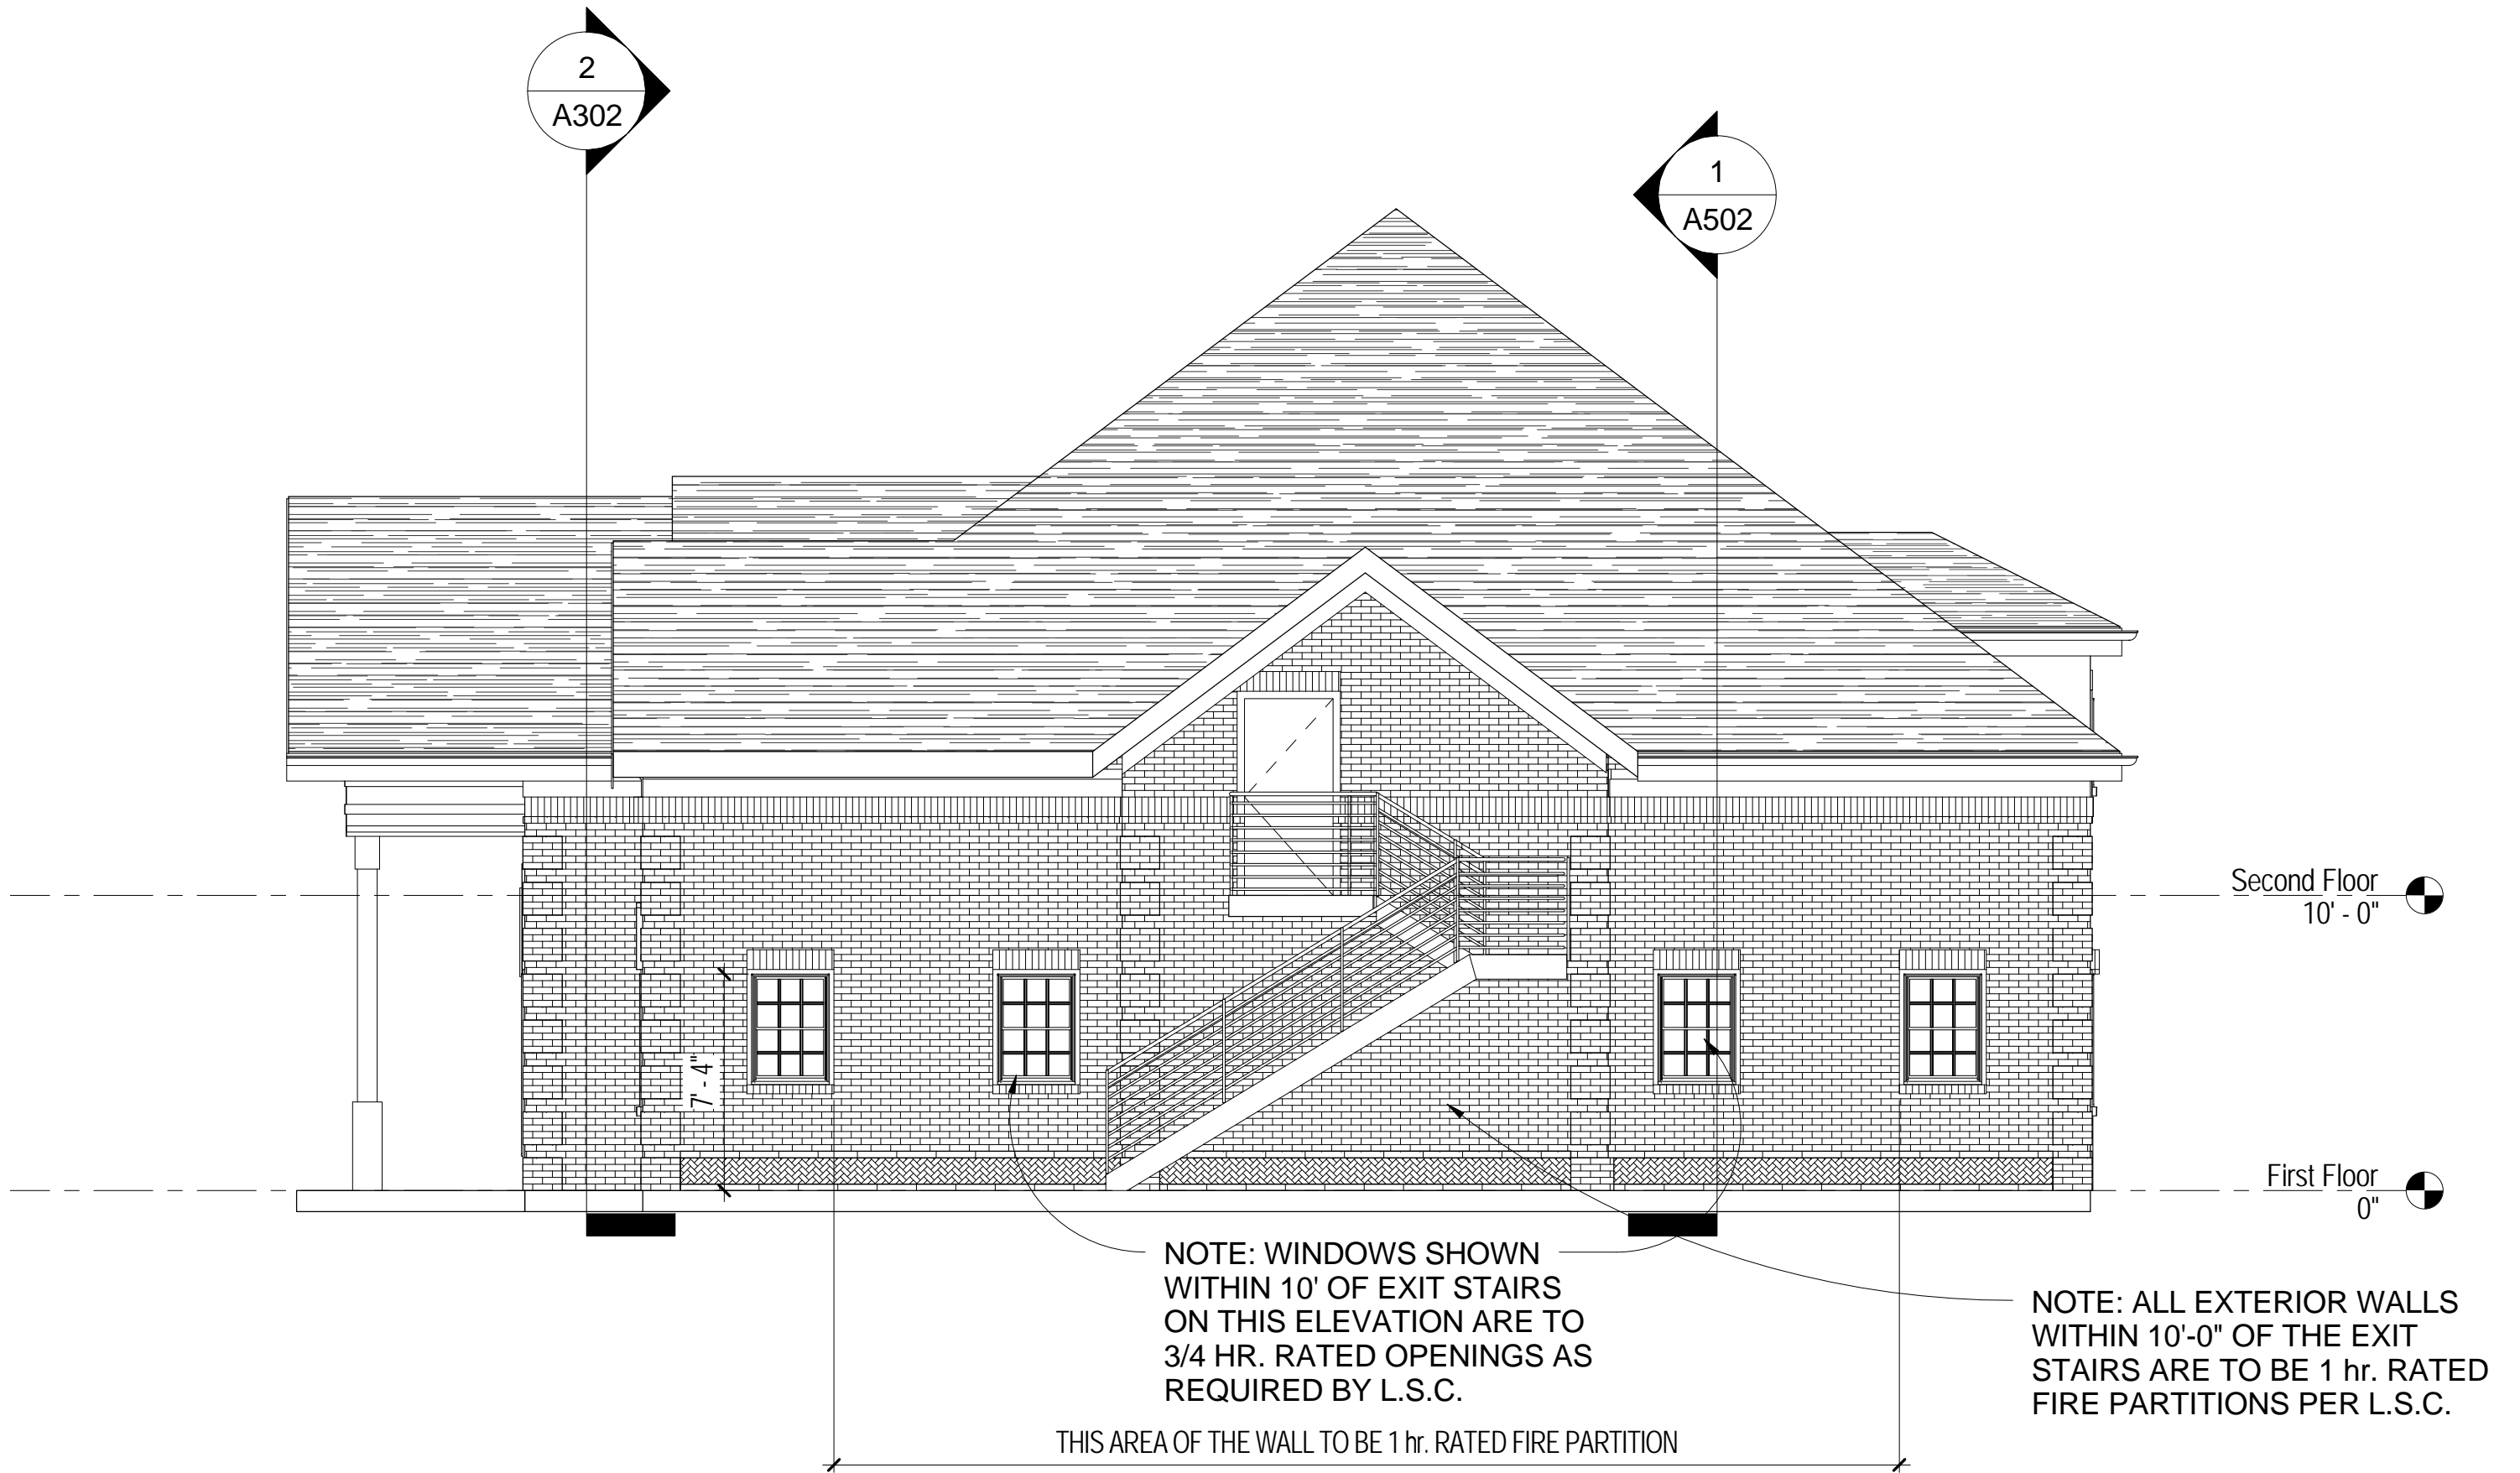 2
A302
1
A502
Second Floor
10' - 0"
7' - 4"
First Floor
0"
NOTE: WINDOWS SHOWN
WITHIN 10' OF EXIT STAIRS
ON THIS ELEVATION ARE TO
3/4 HR. RATED OPENINGS AS
REQUIRED BY L.S.C.
NOTE: ALL EXTERIOR WALLS
WITHIN 10'-0" OF THE EXIT
STAIRS ARE TO BE 1 hr. RATED
FIRE PARTITIONS PER L.S.C.
THIS AREA OF THE WALL TO BE 1 hr. RATED FIRE PARTITION